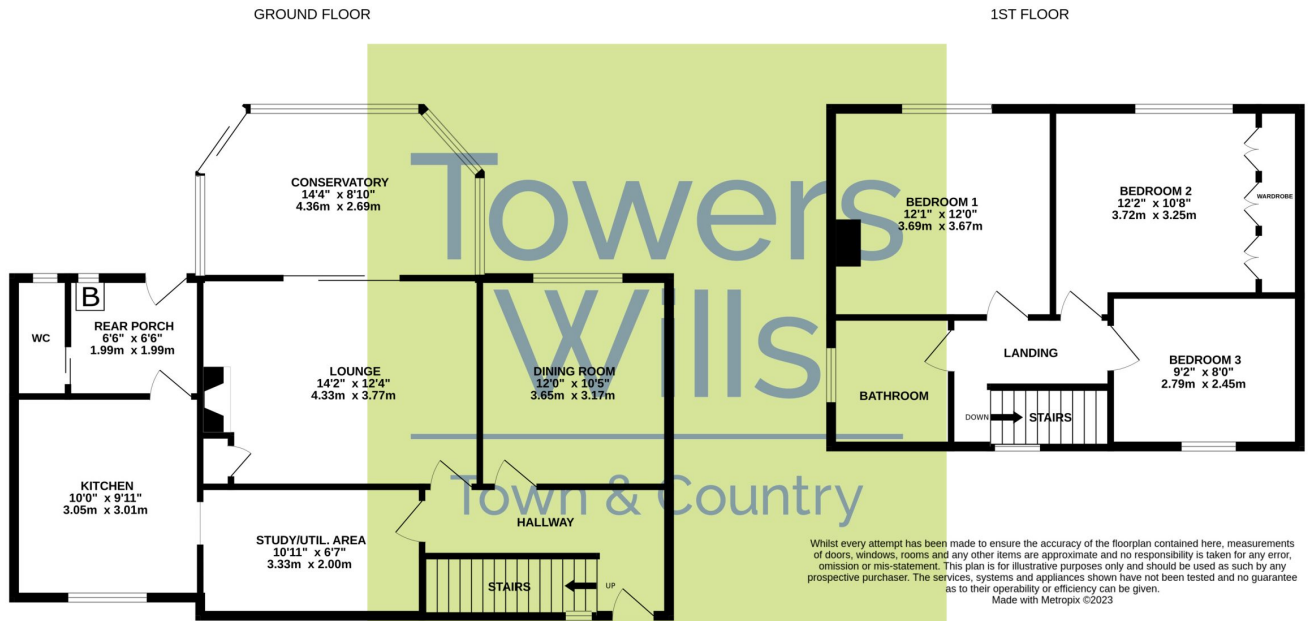 GROUND FLOOR
1ST FLOOR
CONSERVATORY
14'4" x 8'10"
4.36m x 2.69m
B
WC
REAR PORCH
6'6" x 6'6"
1.99m x 1.99m
LOUNGE
14'2" x 12'4"
4.33m x 3.77m
DINING ROOM
12'0" x 10'5"
3.65m x 3.17m
KITCHEN
10'0" x 9'11"
3.05m x 3.01m
STUDY/UTIL. AREA
10'11" x 6'7"
3.33m x 2.00m
HALLWAY
STAIRS
UP
Towers
Wills
Town & Country
BEDROOM 1
12'1" x 12'0"
3.69m x 3.67m
BEDROOM 2
12'2" x 10'8"
3.72m x 3.25m
WARDROBE
LANDING
BEDROOM 3
9'2" x 8'0"
2.79m x 2.45m
BATHROOM
DOWN
STAIRS
Whilst every attempt has been made to ensure the accuracy of the floorplan contained here, measurements
of doors, windows, rooms and any other items are approximate and no responsibility is taken for any error,
omission or mis-statement. This plan is for illustrative purposes only and should be used as such by any
prospective purchaser. The services, systems and appliances shown have not been tested and no guarantee
as to their operability or efficiency can be given.
Made with Metropix ©2023